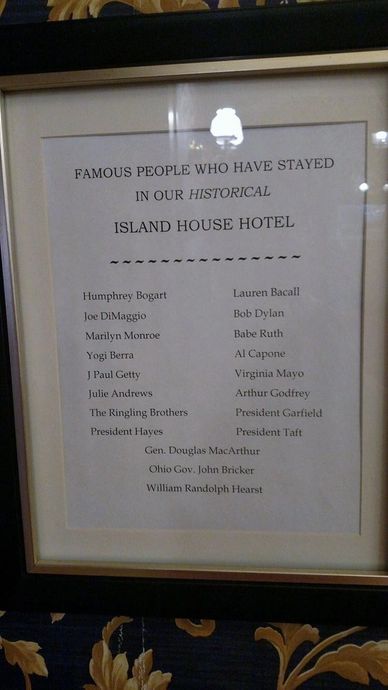 FAMOUS PEOPLE WHO HAVE STAYED
IN OUR HISTORICAL
ISLAND HOUSE HOTEL
~~~~~~~~~~~~~~~
Humphrey Bogart Lauren Bacall
Joe DiMaggio Bob Dylan
Marilyn Monroe Babe Ruth
Yogi Berra Al Capone
J Paul Getty Virginia Mayo
Julie Andrews Arthur Godfrey
The Ringling Brothers President Garfield
President Hayes President Taft
Gen. Douglas MacArthur
Ohio Gov. John Bricker
William Randolph Hearst